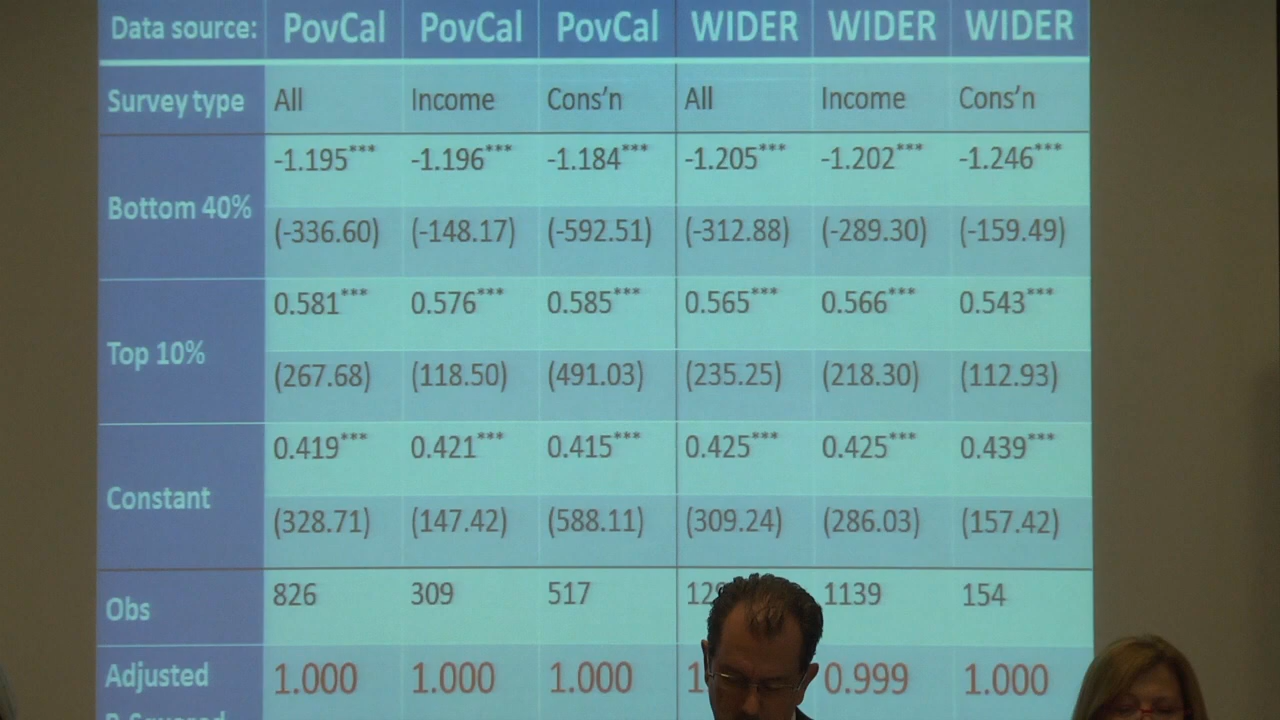 Data source: PovCal PovCal PovCal WIDER WIDER WIDER
Survey type All Income Cons'n All Income Cons'n
Bottom 40% -1.195*** -1.196*** -1.184*** -1.205*** -1.202*** -1.246***
(-336.60) (-148.17) (-592.51) (-312.88) (-289.30) (-159.49)
Top 10% 0.581*** 0.576*** 0.585*** 0.565*** 0.566*** 0.543***
(267.68) (118.50) (491.03) (235.25) (218.30) (112.93)
Constant 0.419*** 0.421*** 0.415*** 0.425*** 0.425*** 0.439***
(328.71) (147.42) (588.11) (309.24) (286.03) (157.42)
Obs 826 309 517 1139 154
Adjusted 1.000 1.000 1.000 0.999 1.000